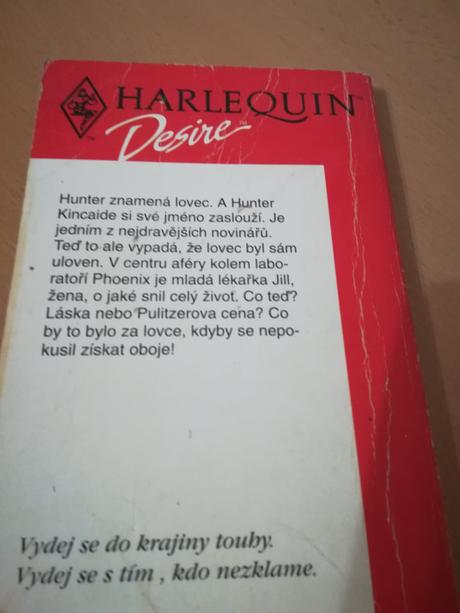 HARLEQUIN™
Desire™
™
Hunter znamená lovec. A Hunter
Kincaide si své jméno zaslouží. Je
jedním z nejdravějších novinářů.
Teď to ale vypadá, že lovec byl sám
uloven. V centru aféry kolem labo-
ratoří Phoenix je mladá lékařka Jill,
žena, o jaké snil celý život. Co teď?
Láska nebo Pulitzerova cena? Co
by to bylo za lovce, kdyby se nepo-
kusil získat oboje!
Vydej se do krajiny touhy.
Vydej se s tím , kdo nezklame.